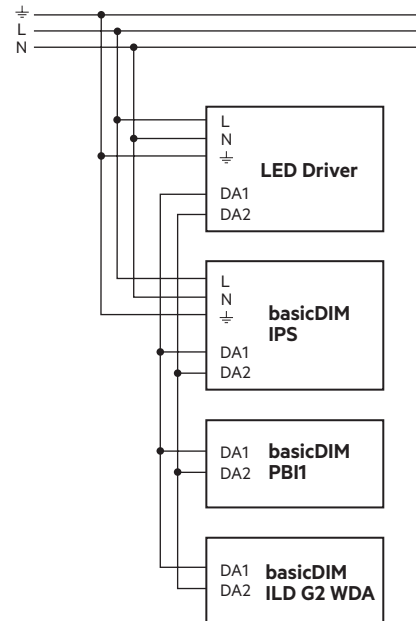 ⏚
L
N
L
N
⏚
LED Driver
DA1
DA2
L
N
⏚
basicDIM
IPS
DA1
DA2
DA1 basicDIM
DA2 PBI1
DA1 basicDIM
DA2 ILD G2 WDA